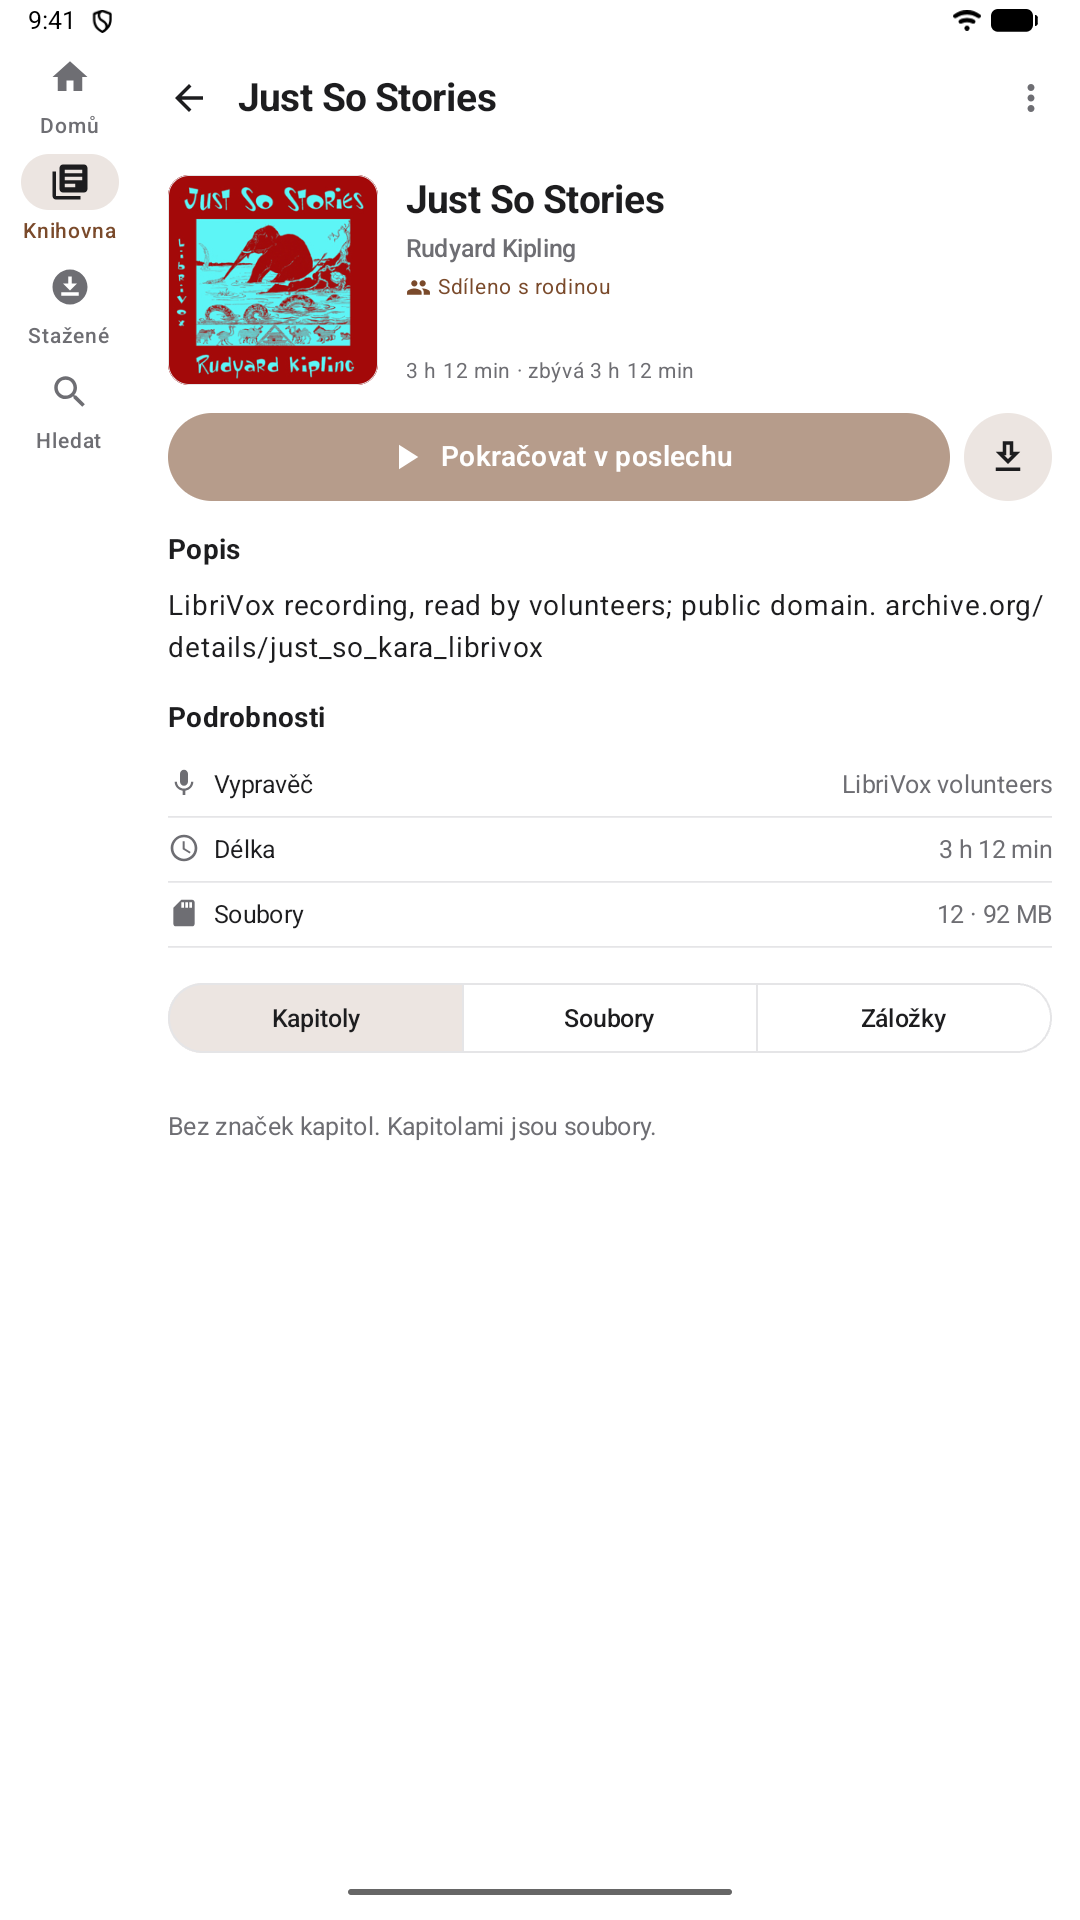 9:41
Domů
Knihovna
Stažené
Hledat
Just So Stories
Just So Stories
LibriVox
Rudyard Kipling
Just So Stories
Rudyard Kipling
Sdíleno s rodinou
3 h 12 min · zbývá 3 h 12 min
Pokračovat v poslechu
Popis
LibriVox recording, read by volunteers; public domain. archive.org/
details/just_so_kara_librivox
Podrobnosti
Vypravěč LibriVox volunteers
Délka 3 h 12 min
Soubory 12 · 92 MB
Kapitoly Soubory Záložky
Bez značek kapitol. Kapitolami jsou soubory.